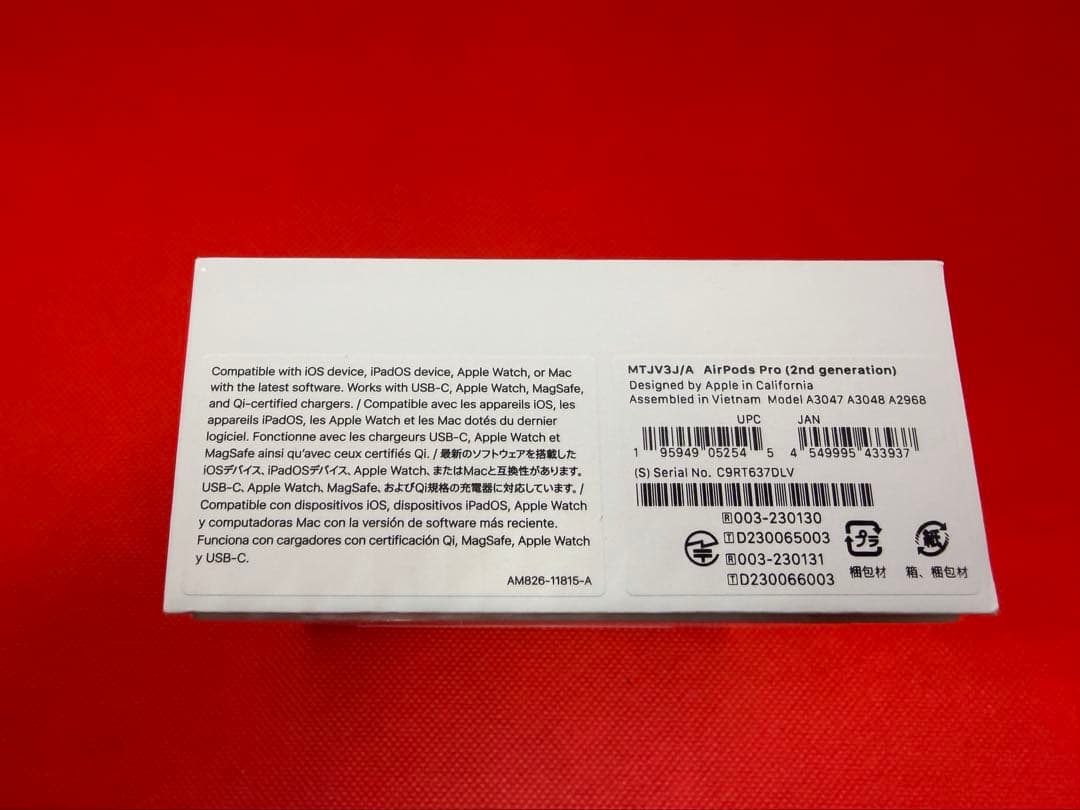 Compatible with iOS device, iPadOS device, Apple Watch, or Mac
with the latest software. Works with USB-C, Apple Watch, MagSafe,
and Qi-certified chargers. / Compatible avec les appareils iOS, les
appareils iPadOS, les Apple Watch et les Mac dotés du dernier
logiciel. Fonctionne avec les chargeurs USB-C, Apple Watch et
MagSafe ainsi qu'avec ceux certifiés Qi. / 最新のソフトウェアを搭載した
iOSデバイス、iPadOSデバイス、Apple Watch、またはMacと互換性があります。
USB-C、Apple Watch、MagSafe、およびQi規格の充電器に対応しています。/
Compatible con dispositivos iOS, dispositivos iPadOS, Apple Watch
y computadoras Mac con la versión de software más reciente.
Funciona con cargadores con certificación Qi, MagSafe, Apple Watch
y USB-C.
AM826-11815-A
MTJV3J/A AirPods Pro (2nd generation)
Designed by Apple in California
Assembled in Vietnam Model A3047 A3048 A2968
UPC JAN
1 95949 05254 5 4 549995 433937
(S) Serial No. C9RT637DLV
R 003-230130
T D230065003
R 003-230131
T D230066003
プラ
梱包材
紙
箱、梱包材